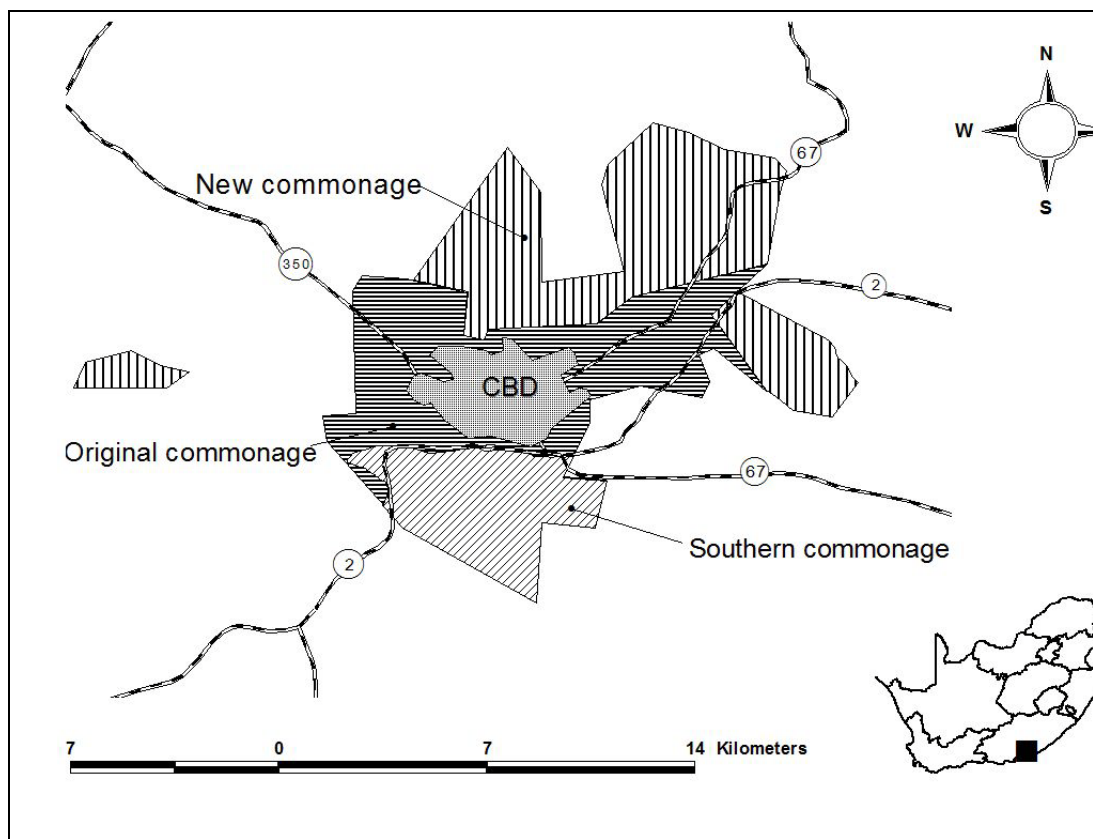 N
67
W
New commonage
S
350
2
CBD
Original commonage
67
Southern commonage
2
7 0 7 14 Kilometers